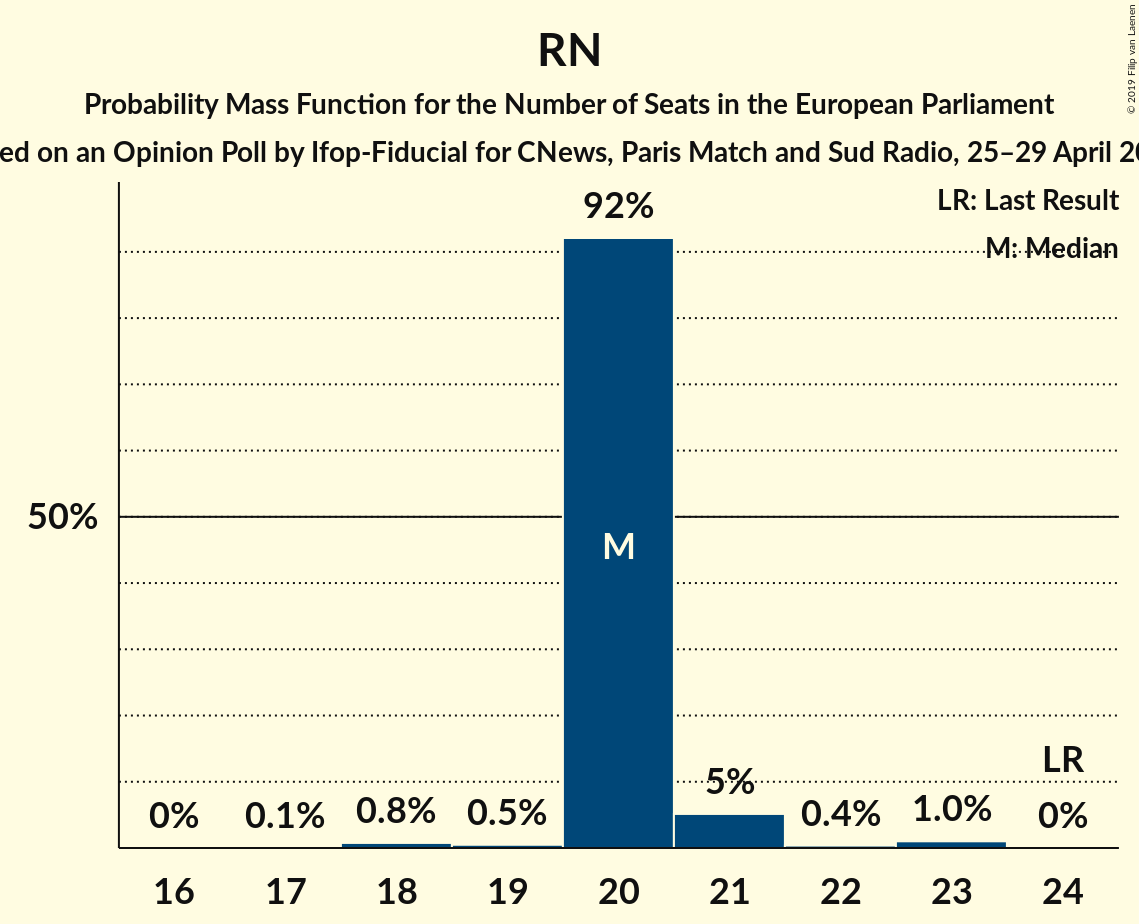 RN
Probability Mass Function for the Number of Seats in the European Parliament
on an Opinion Poll by Ifop-Fiducial for CNews, Paris Match and Sud Radio, 25–29 April
© 2019 Filip van Laenen
LR: Last Result
M: Median
92%
50%
M
LR
0%
0.1%
0.8%
0.5%
5%
0.4%
1.0%
0%
16
17
18
19
20
21
22
23
24